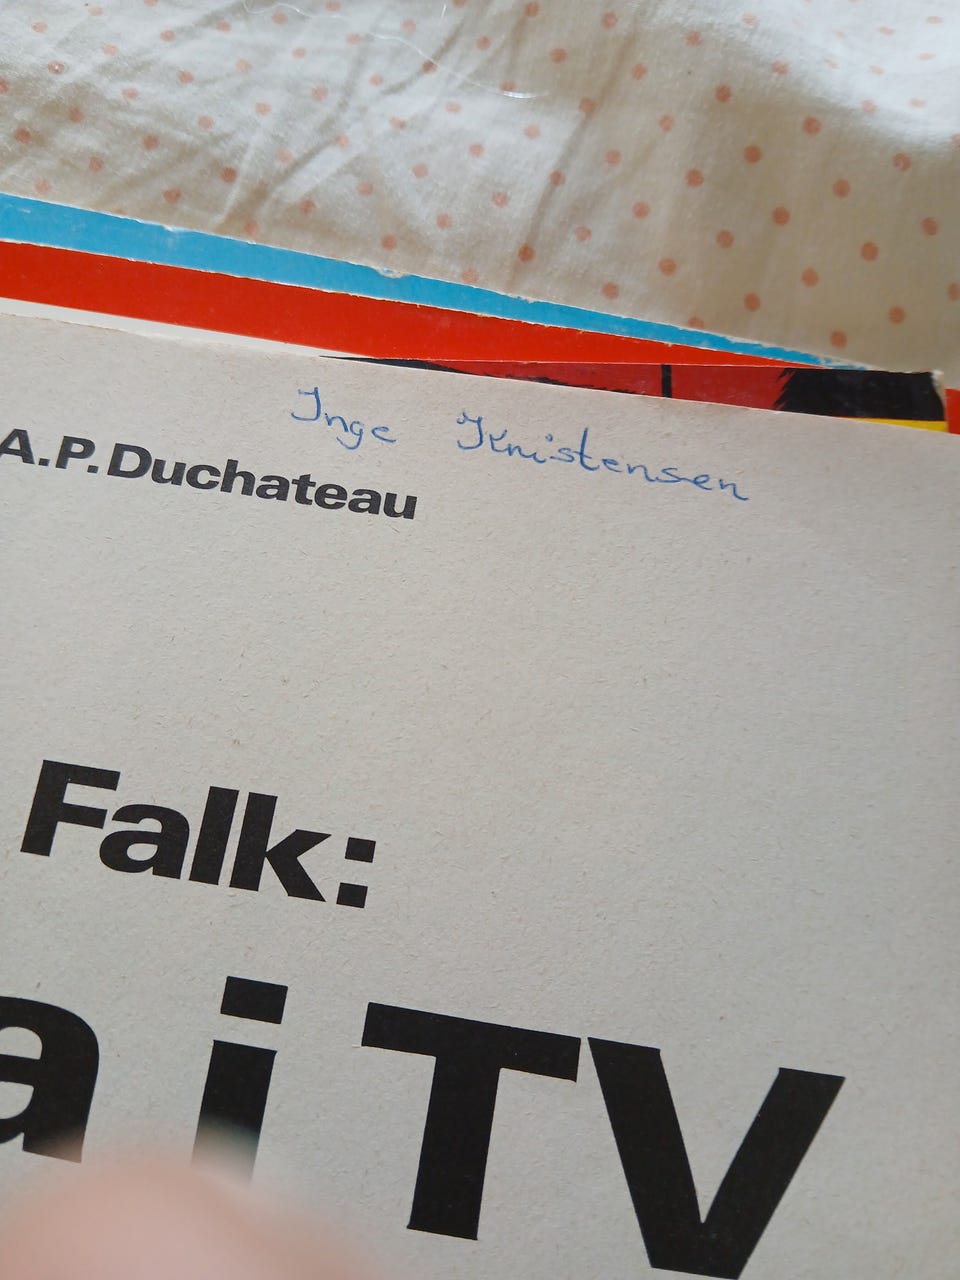 Inge Kristensen
A.P. Duchateau
Falk:
a i TV